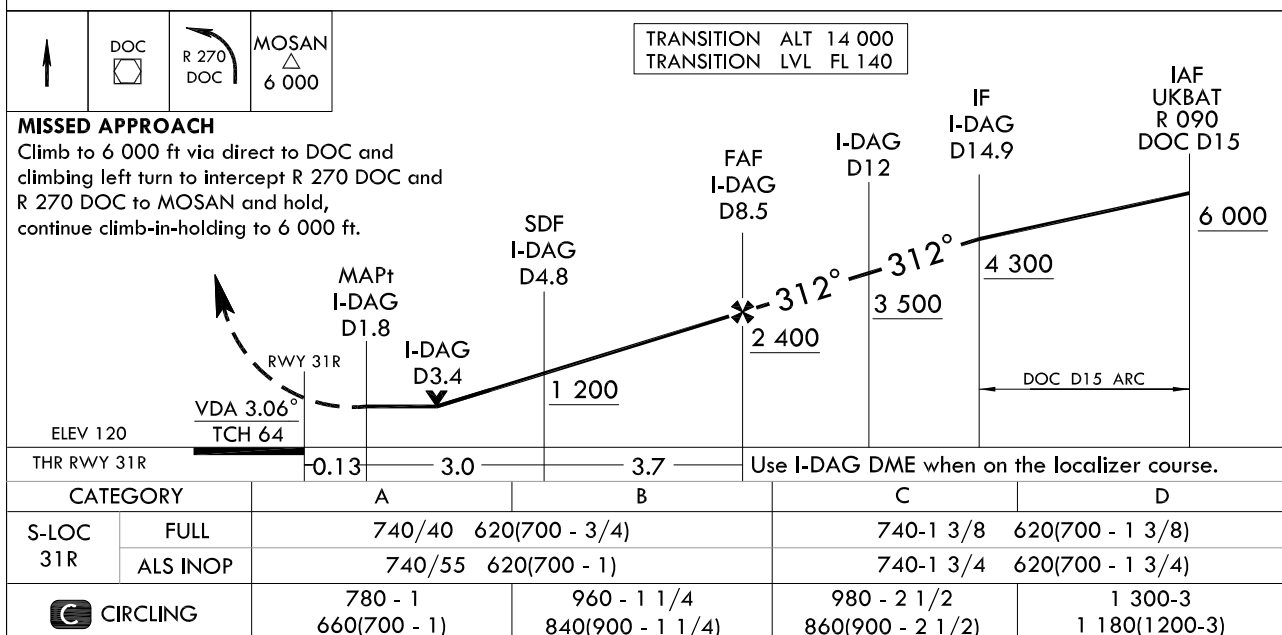 DOC
R 270
DOC
MOSAN
6 000
TRANSITION ALT 14 000
TRANSITION LVL FL 140
MISSED APPROACH
Climb to 6 000 ft via direct to DOC and
climbing left turn to intercept R 270 DOC and
R 270 DOC to MOSAN and hold,
continue climb-in-holding to 6 000 ft.
IAF
UKBAT
R 090
DOC D15
IF
I-DAG
D14.9
I-DAG
D12
FAF
I-DAG
D8.5
SDF
I-DAG
D4.8
MAPt
I-DAG
D1.8
I-DAG
D3.4
RWY 31R
6 000
4 300
312°
312°
3 500
2 400
1 200
DOC D15 ARC
VDA 3.06°
TCH 64
ELEV 120
THR RWY 31R
0.13 3.0 3.7 Use I-DAG DME when on the localizer course.
CATEGORY A B C D
S-LOC
31R
FULL 740/40 620(700 - 3/4) 740-1 3/8 620(700 - 1 3/8)
ALS INOP 740/55 620(700 - 1) 740-1 3/4 620(700 - 1 3/4)
C CIRCLING
780 - 1 960 - 1 1/4 980 - 2 1/2 1 300-3
660(700 - 1) 840(900 - 1 1/4) 860(900 - 2 1/2) 1 180(1200-3)